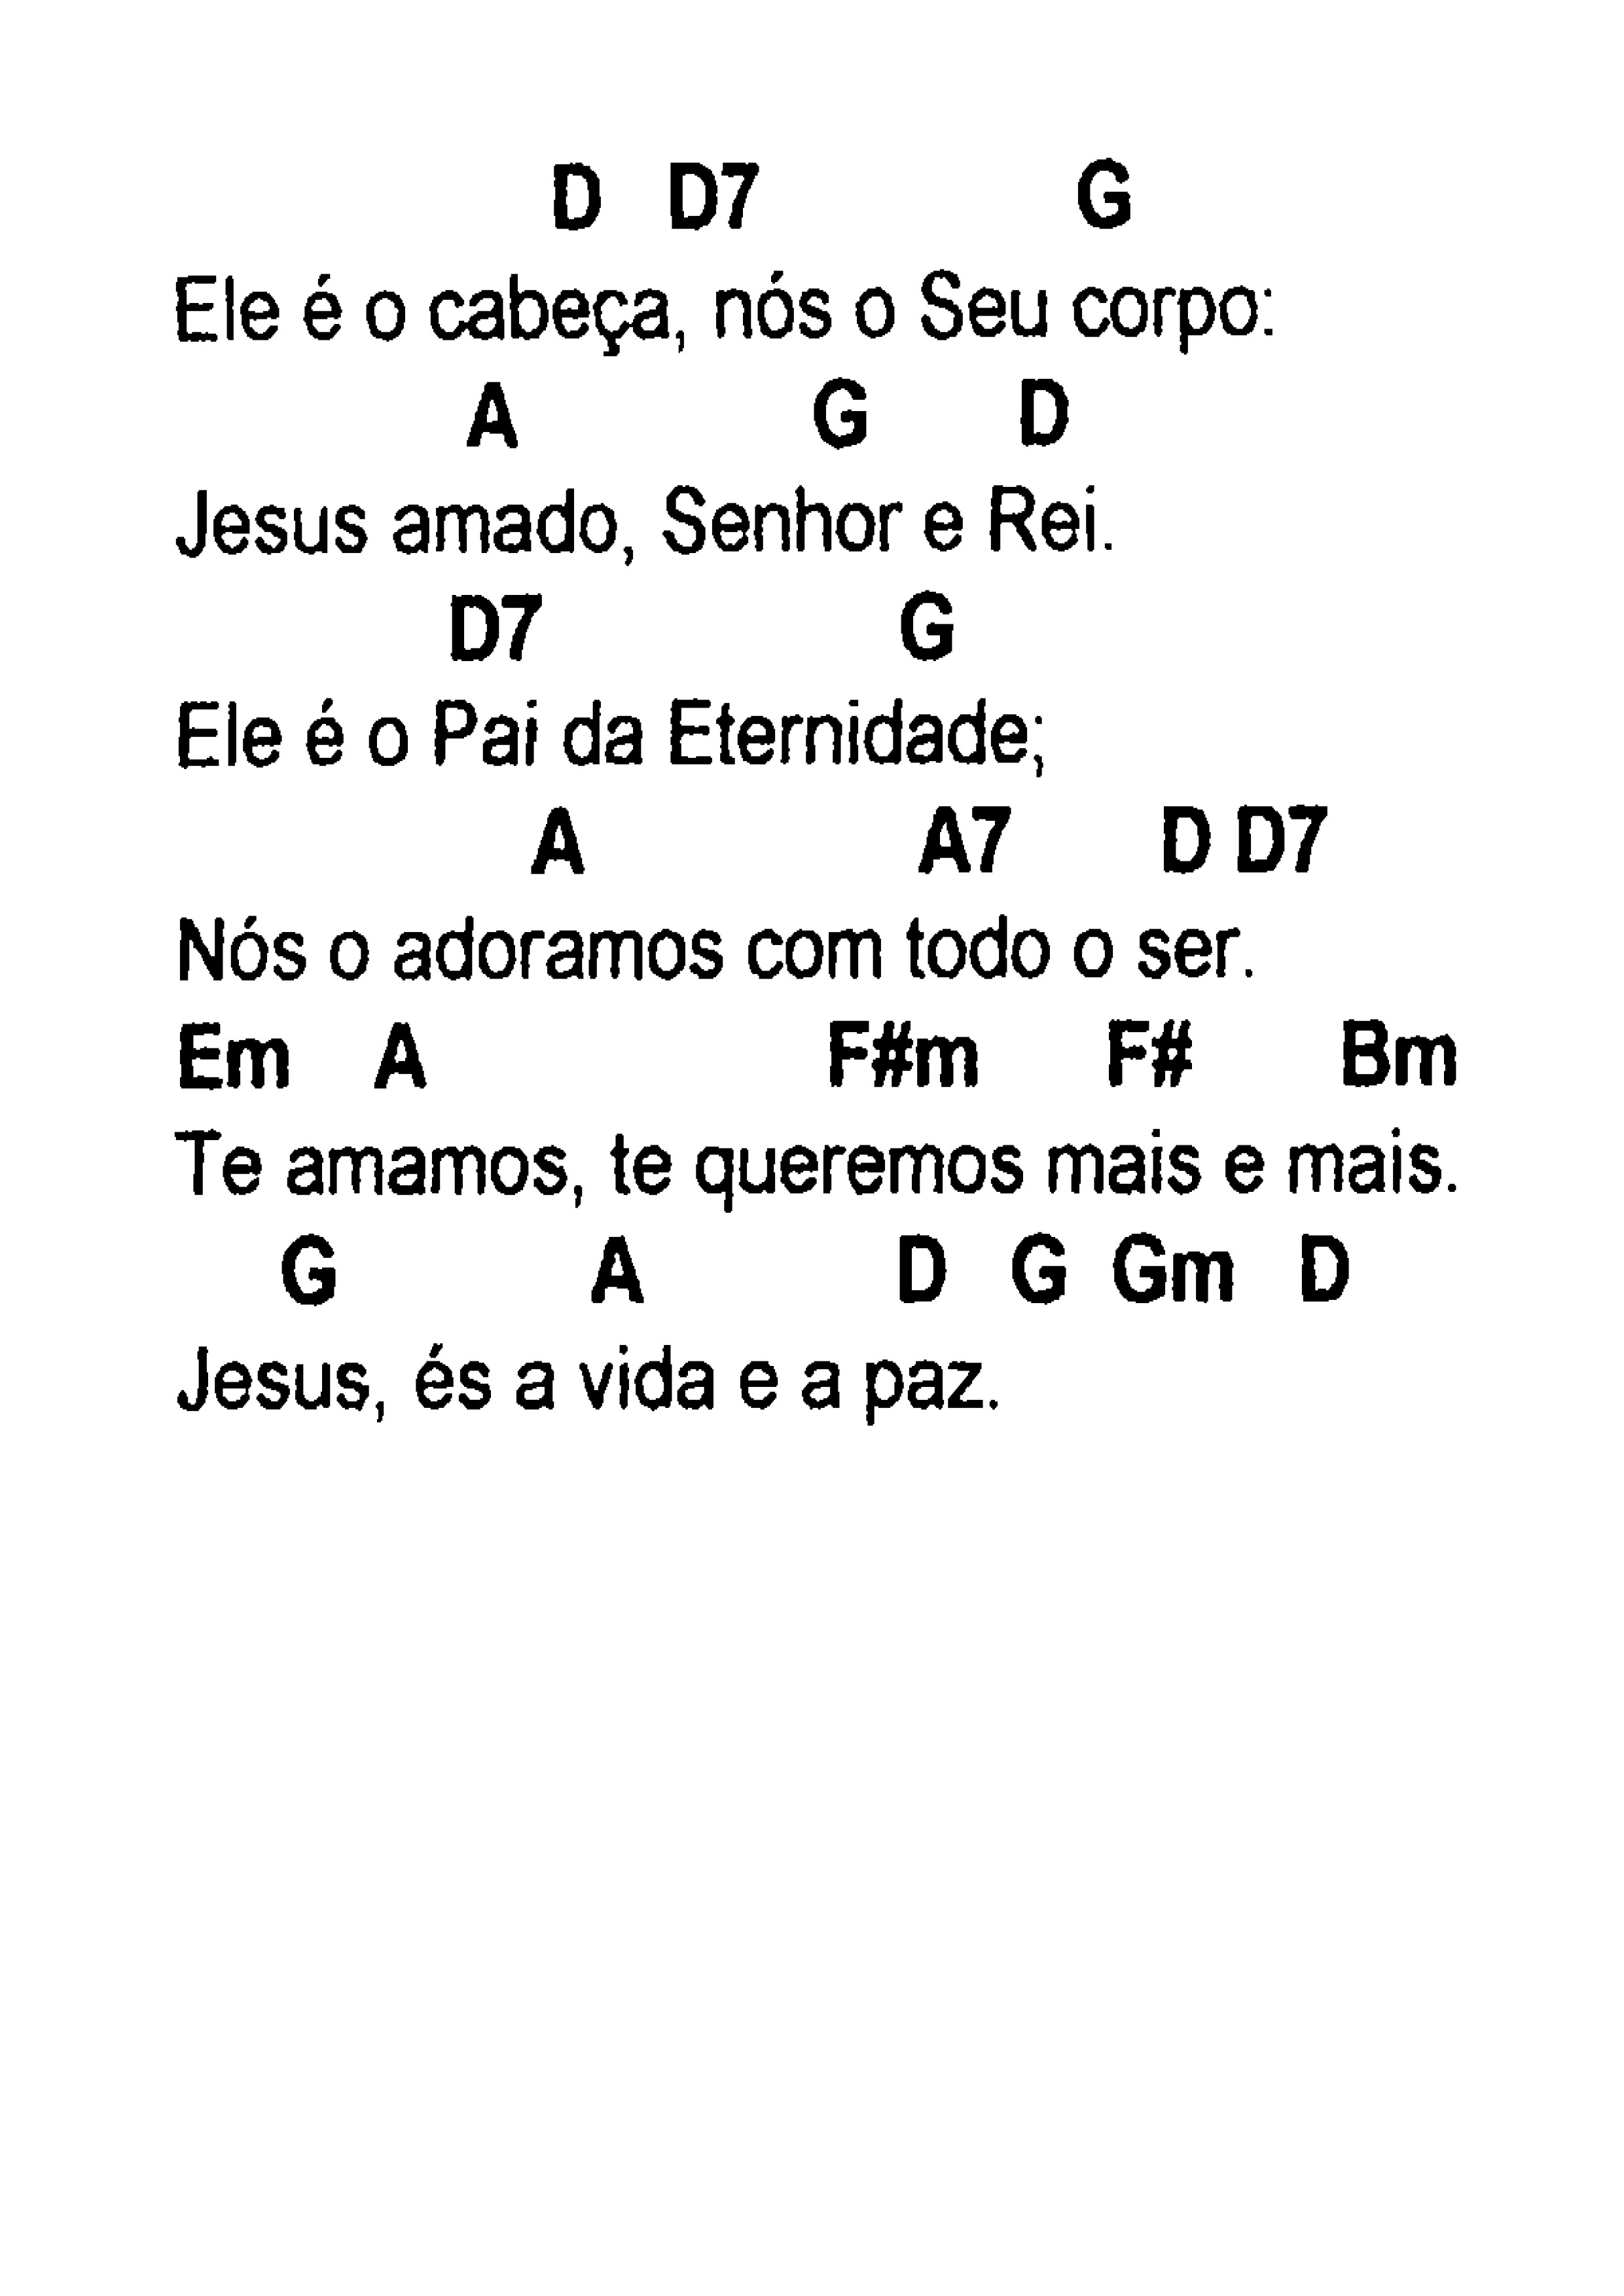 D D7 G
Ele é o cabeça, nós o Seu corpo:
A G D
Jesus amado, Senhor e Rei.
D7 G
Ele é o Pai da Eternidade;
A A7 D D7
Nós o adoramos com todo o ser.
Em A F#m F# Bm
Te amamos, te queremos mais e mais.
G A D G Gm D
Jesus, és a vida e a paz.